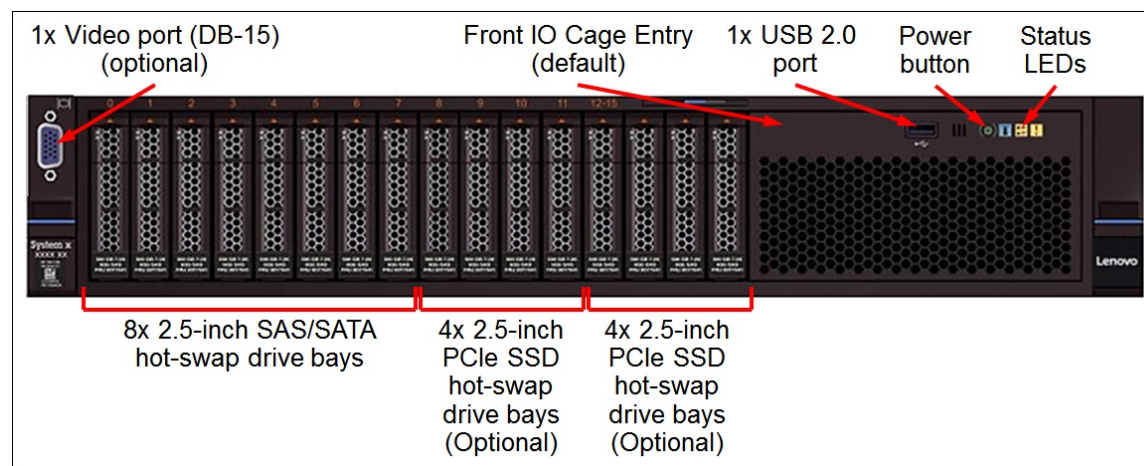 1x Video port (DB-15)
(optional)
Front IO Cage Entry
(default)
1x USB 2.0
port
Power
button
Status
LEDs
0 1 2 3 4 5 6 7 8 9 10 11 12-15
System x
XXXX XX
Lenovo
8x 2.5-inch SAS/SATA
hot-swap drive bays
4x 2.5-inch
PCIe SSD
hot-swap
drive bays
(Optional)
4x 2.5-inch
PCIe SSD
hot-swap
drive bays
(Optional)